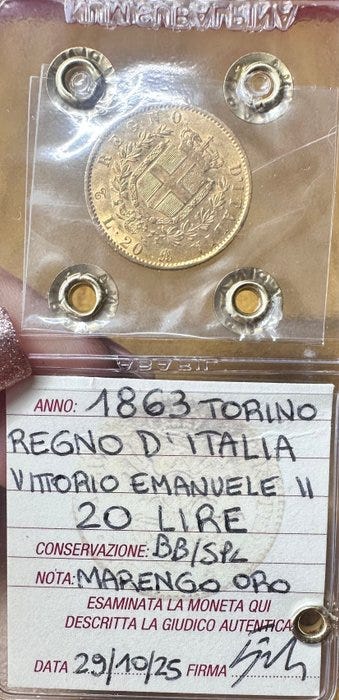 REGNO D'ITAL
L. 20
ANNO: 1863 TORINO
REGNO D'ITALIA
VITTORIO EMANUELE II
20 LIRE
CONSERVAZIONE: BB/SPL
NOTA: MARENGO ORO
ESAMINATA LA MONETA QUI
DESCRITTA LA GIUDICO AUTENTICA
DATA 29/10/25 FIRMA